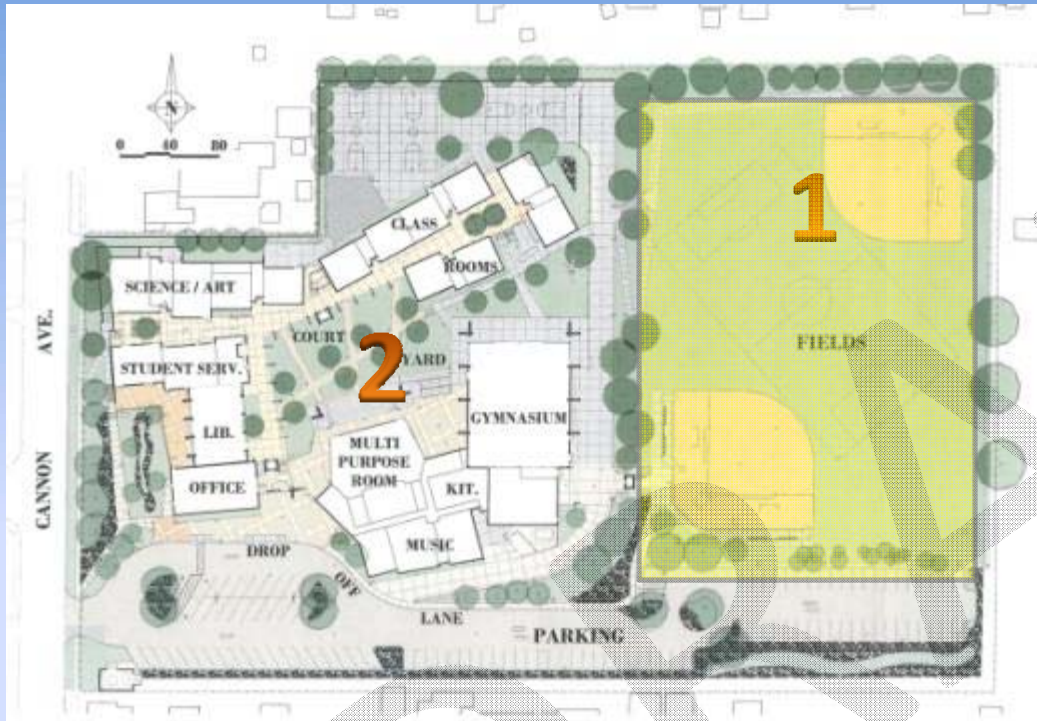 N
0 40 80
1
CLASS
ROOMS
SCIENCE / ART
COURT
YARD
2
FIELDS
STUDENT SERV.
GYMNASIUM
LIB.
MULTI
PURPOSE
ROOM
OFFICE
KIT.
MUSIC
DROP
OFF
LANE
PARKING
CANNON AVE.